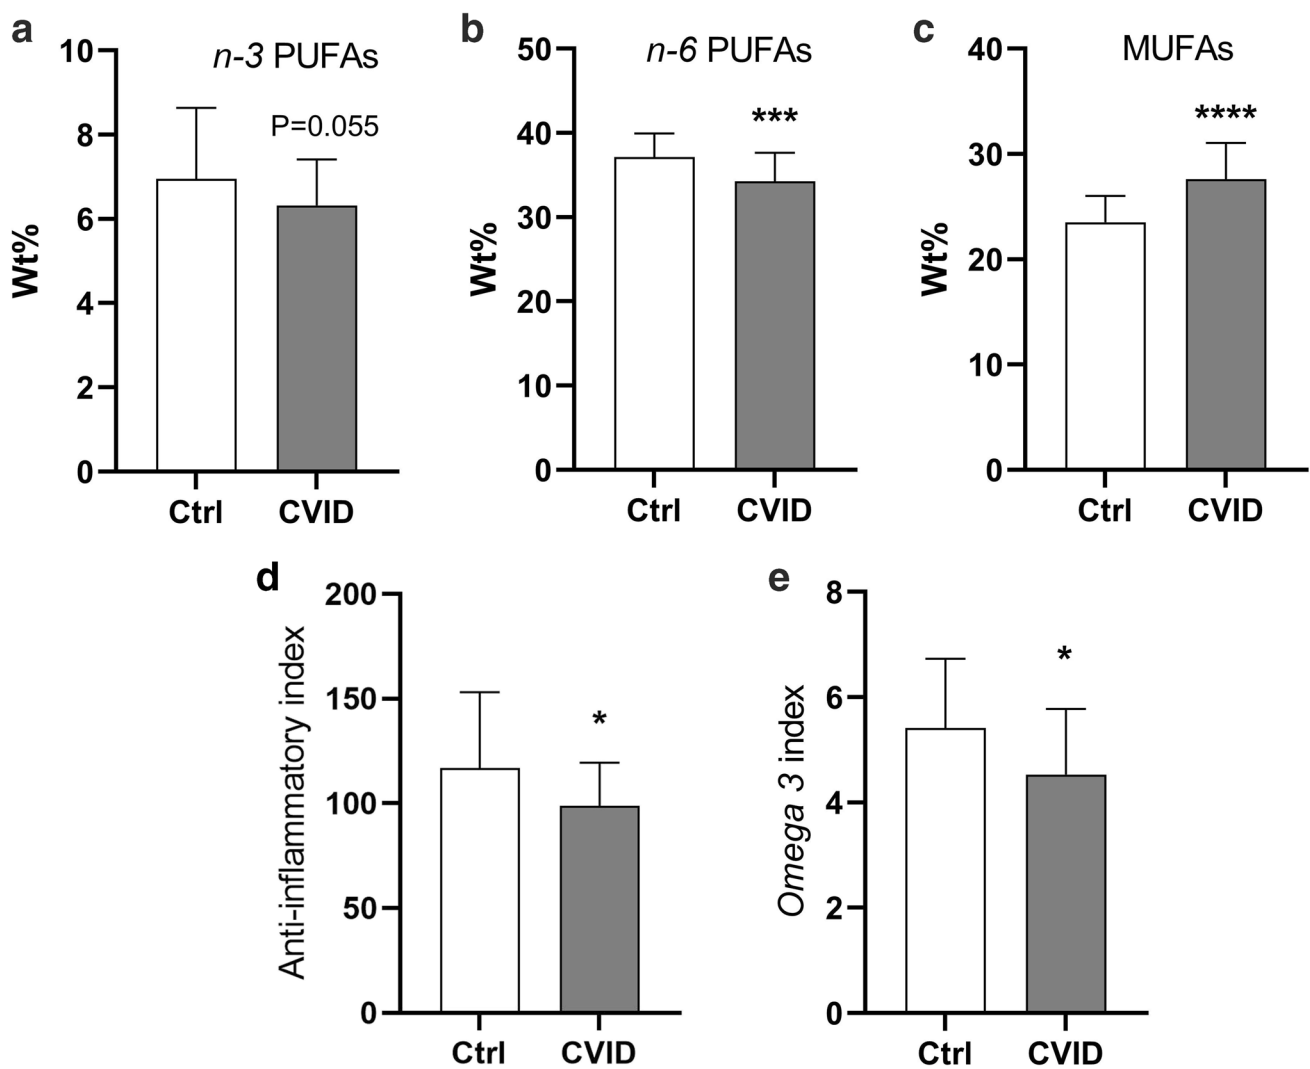 a
n-3 PUFAs
P=0.055
Wt%
10
8
6
4
2
0
Ctrl CVID
b
n-6 PUFAs
***
Wt%
50
40
30
20
10
0
Ctrl CVID
c
MUFAs
****
Wt%
40
30
20
10
0
Ctrl CVID
d
*
Anti-inflammatory index
200
150
100
50
0
Ctrl CVID
e
*
Omega 3 index
8
6
4
2
0
Ctrl CVID